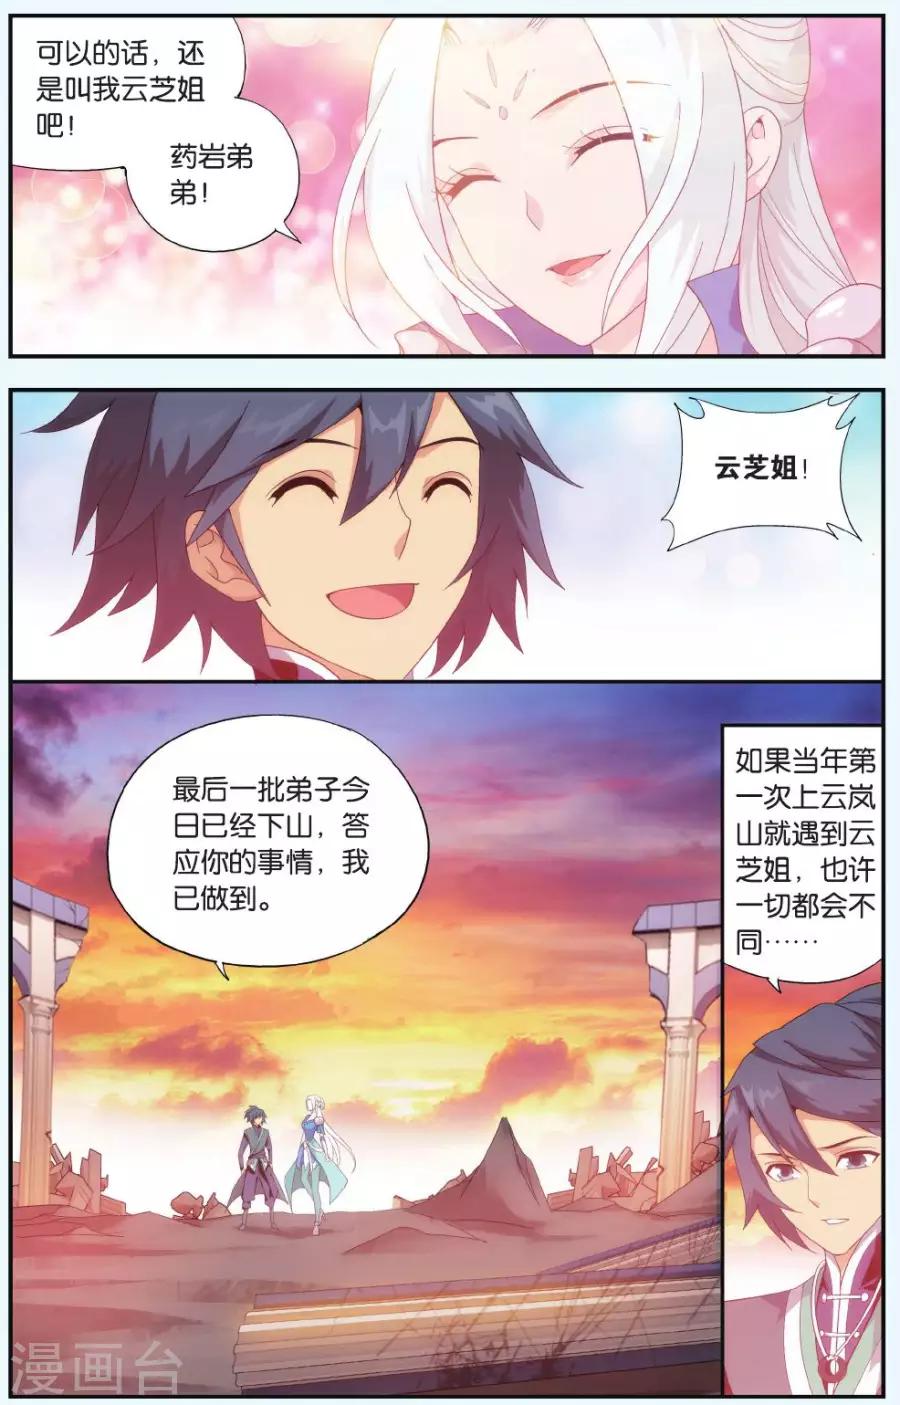 可以的话，还
是叫我云芝姐
吧！
药岩弟
弟！
云芝姐！
最后一批弟子今
日已经下山，答
应你的事情，我
已做到。
如果当年第
一次上云岚
山就遇到云
芝姐，也许
一切都会不
同……
漫画台